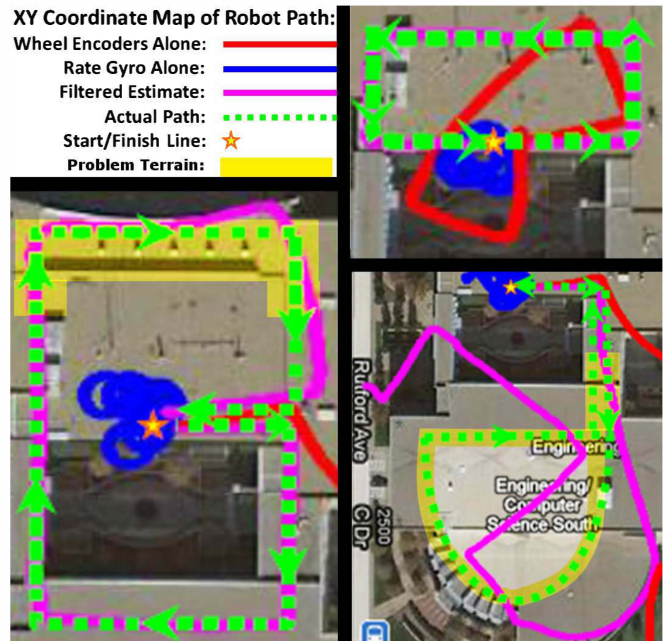 XY Coordinate Map of Robot Path:
Wheel Encoders Alone:
Rate Gyro Alone:
Filtered Estimate:
Actual Path:
Start/Finish Line:
Problem Terrain:
Rutford Ave
2500
C Dr
Engineering
Engineering/
Computer
Science South